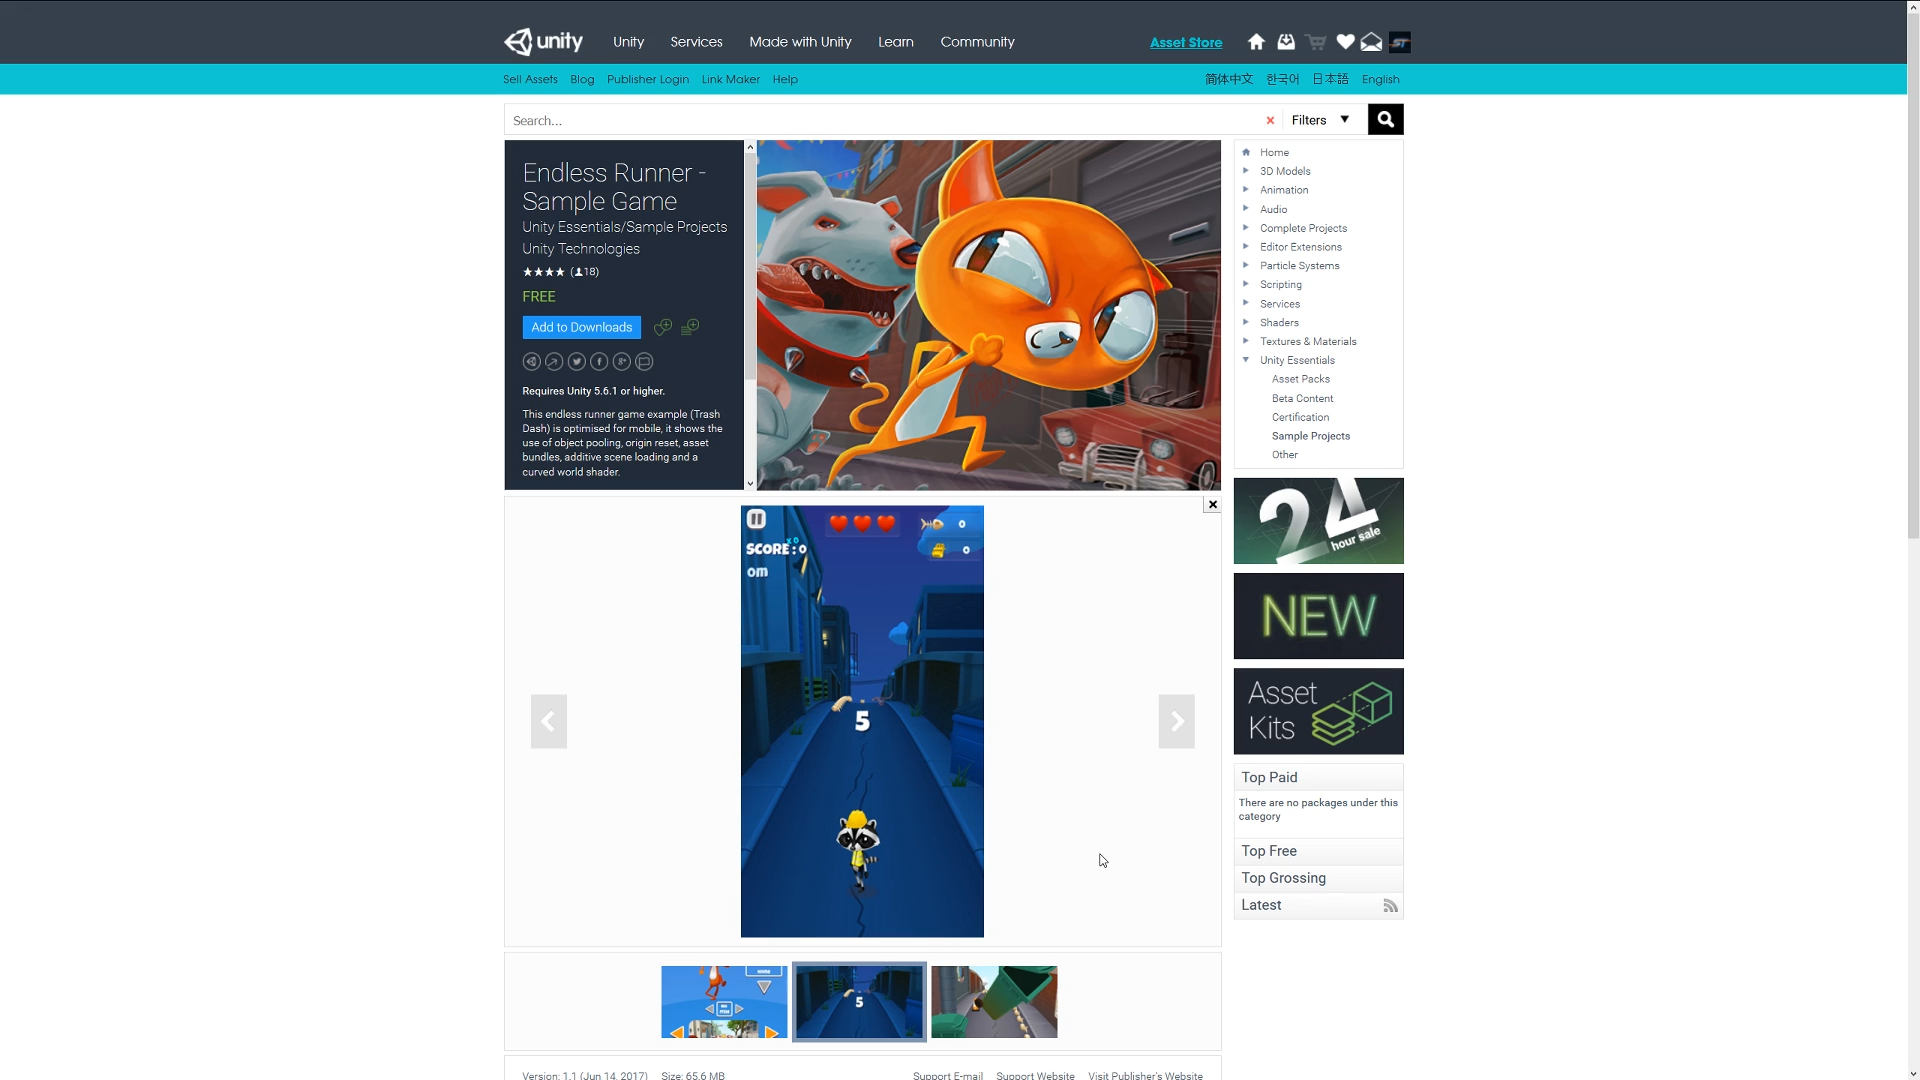 unity Unity Services Made with Unity Learn Community Asset Store
Sell Assets Blog Publisher Login Link Maker Help 简体中文 한국어 日本語 English
Search... × Filters ▼
Endless Runner -
Sample Game
Unity Essentials/Sample Projects
Unity Technologies
★★★★ (18)
FREE
Add to Downloads
Requires Unity 5.6.1 or higher.
This endless runner game example (Trash
Dash) is optimised for mobile, it shows the
use of object pooling, origin reset, asset
bundles, additive scene loading and a
curved world shader.
Home
3D Models
Animation
Audio
Complete Projects
Editor Extensions
Particle Systems
Scripting
Services
Shaders
Textures & Materials
Unity Essentials
Asset Packs
Beta Content
Certification
Sample Projects
Other
24
hour sale
NEW
Asset
Kits
Top Paid
There are no packages under this
category
Top Free
Top Grossing
Latest
0
x0
SCORE:0
0
0m
5
5
Version: 1.1 (Jun 14, 2017) Size: 65.6 MB Support E-mail Support Website Visit Publisher's Website